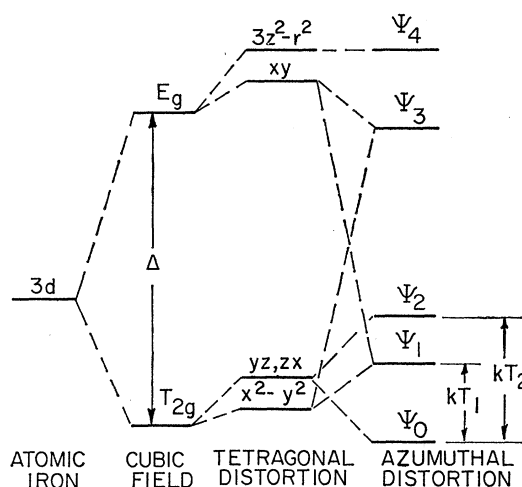 3z²-r²
Ψ₄
xy
E_g
Ψ₃
Δ
3d
Ψ₂
yz,zx
Ψ₁
T₂g
x²-y²
kT₁
kT₂
Ψ₀
ATOMIC IRON
CUBIC FIELD
TETRAGONAL DISTORTION
AZUMUTHAL DISTORTION